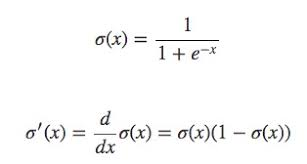 σ(x) = 1 / (1 + e^{-x})
σ′(x) = d/dx σ(x) = σ(x)(1 − σ(x))